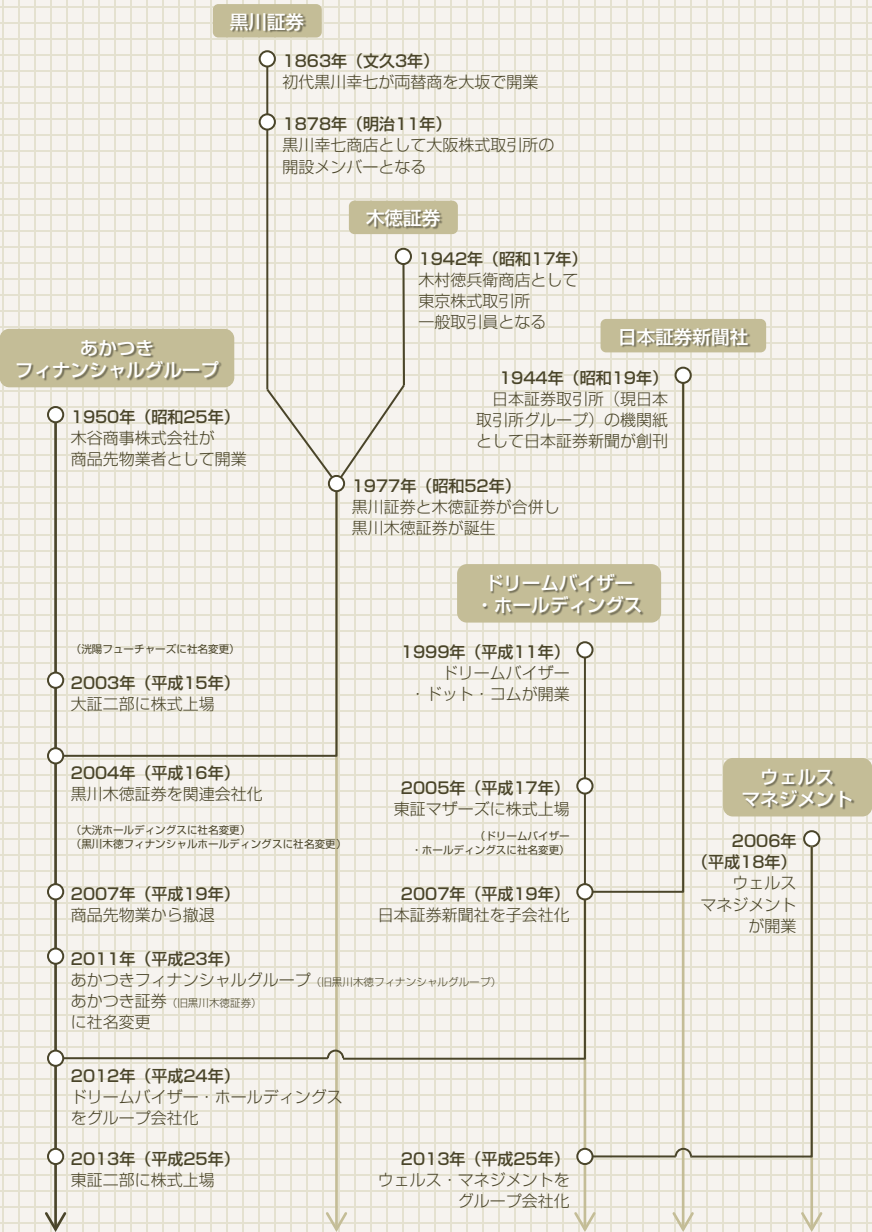 黒川証券
1863年（文久3年）
初代黒川幸七が両替商を大坂で開業
1878年（明治11年）
黒川幸七商店として大阪株式取引所の
開設メンバーとなる
木徳証券
1942年（昭和17年）
木村徳兵衛商店として
東京株式取引所
一般取引員となる
日本証券新聞社
1944年（昭和19年）
日本証券取引所（現日本
取引所グループ）の機関紙
として日本証券新聞が創刊
あかつき
フィナンシャルグループ
1950年（昭和25年）
木谷商事株式会社が
商品先物業者として開業
1977年（昭和52年）
黒川証券と木徳証券が合併し
黒川木徳証券が誕生
ドリームバイザー
・ホールディングス
1999年（平成11年）
ドリームバイザー
・ドット・コムが開業
（洸陽フューチャーズに社名変更）
2003年（平成15年）
大証二部に株式上場
2004年（平成16年）
黒川木徳証券を関連会社化
（大洸ホールディングスに社名変更）
（黒川木徳フィナンシャルホールディングスに社名変更）
2005年（平成17年）
東証マザーズに株式上場
（ドリームバイザー
・ホールディングスに社名変更）
ウェルス
マネジメント
2006年
（平成18年）
ウェルス
マネジメント
が開業
2007年（平成19年）
商品先物業から撤退
2007年（平成19年）
日本証券新聞社を子会社化
2011年（平成23年）
あかつきフィナンシャルグループ（旧黒川木徳フィナンシャルグループ）
あかつき証券（旧黒川木徳証券）
に社名変更
2012年（平成24年）
ドリームバイザー・ホールディングス
をグループ会社化
2013年（平成25年）
東証二部に株式上場
2013年（平成25年）
ウェルス・マネジメントを
グループ会社化